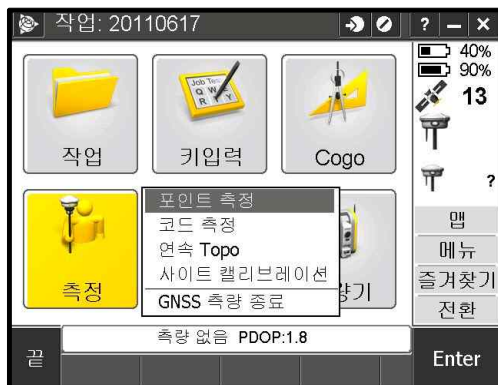 작업: 20110617
? — ×
40%
90%
13
?
작업
키입력
Cogo
측정
포인트 측정
코드 측정
연속 Topo
사이트 캘리브레이션
GNSS 측량 종료
맵
메뉴
즐겨찾기
전환
측량 없음 PDOP:1.8
끝
Enter